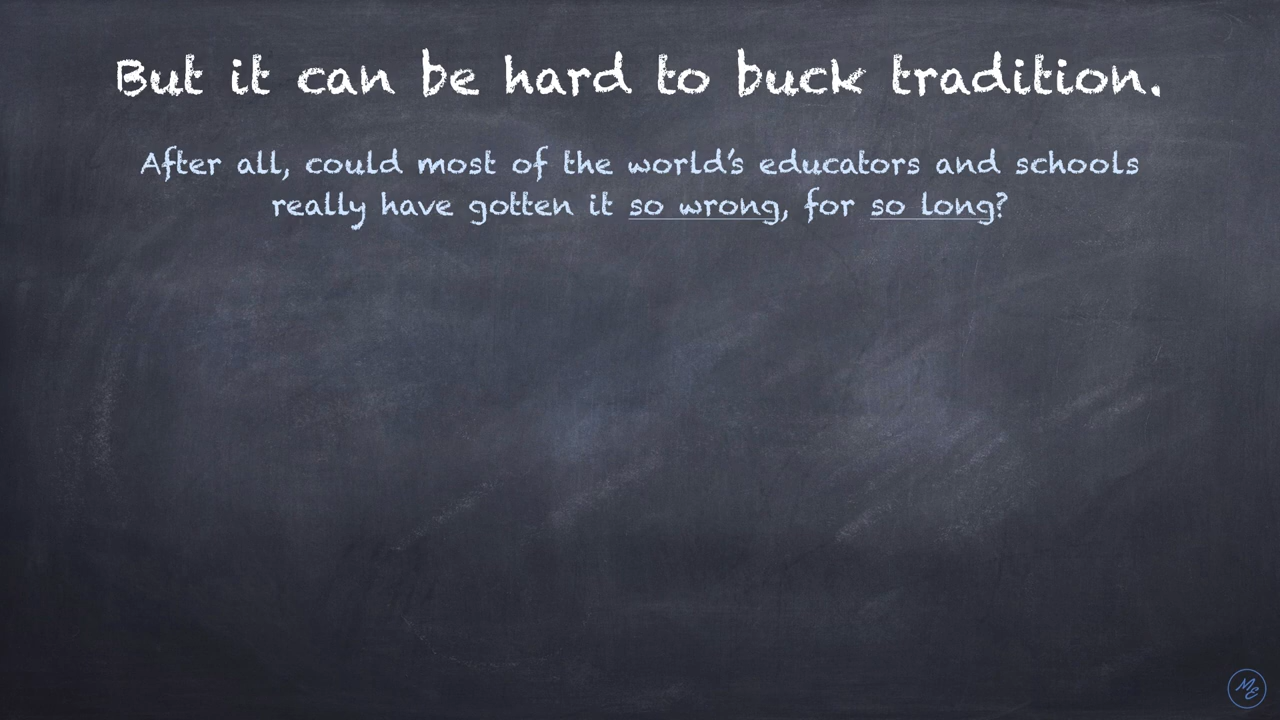 But it can be hard to buck tradition.
After all, could most of the world's educators and schools
really have gotten it so wrong, for so long?